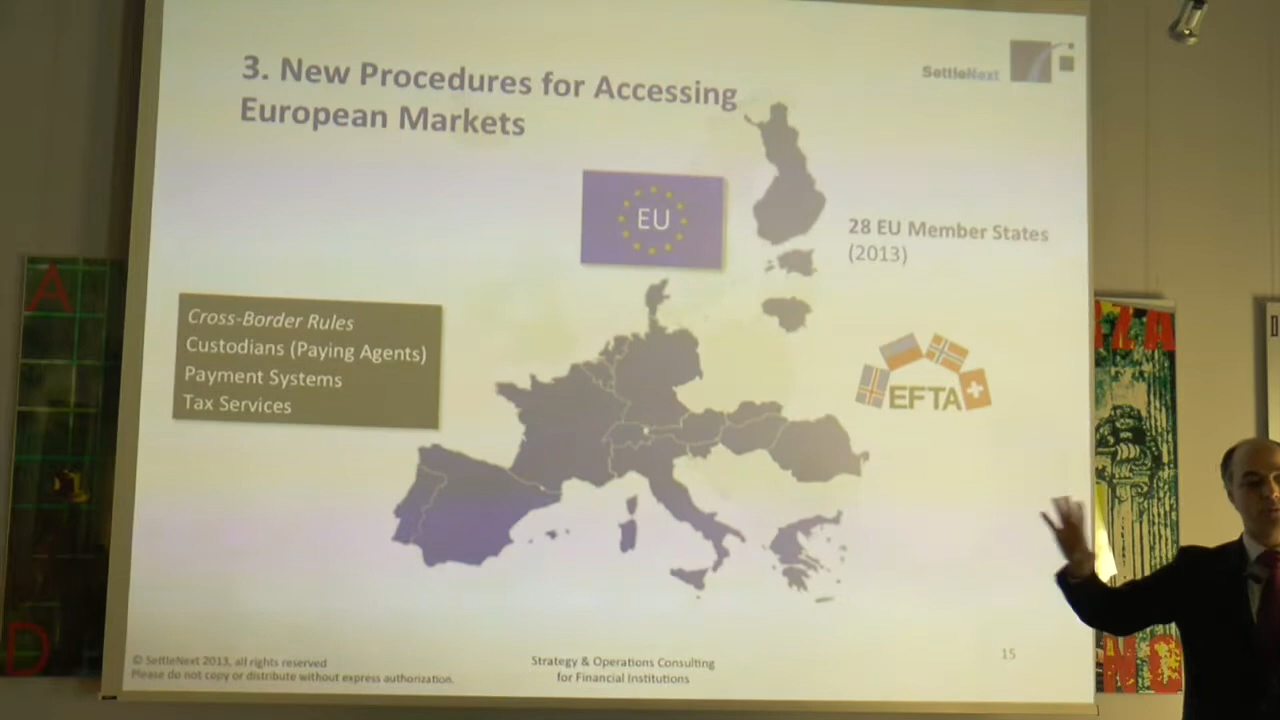 3. New Procedures for Accessing
European Markets
SettleNext
EU
28 EU Member States
(2013)
Cross-Border Rules
Custodians (Paying Agents)
Payment Systems
Tax Services
EFTA
A
D
ZA
NO
D
© SettleNext 2013, all rights reserved
Please do not copy or distribute without express authorization.
Strategy & Operations Consulting
for Financial Institutions
15